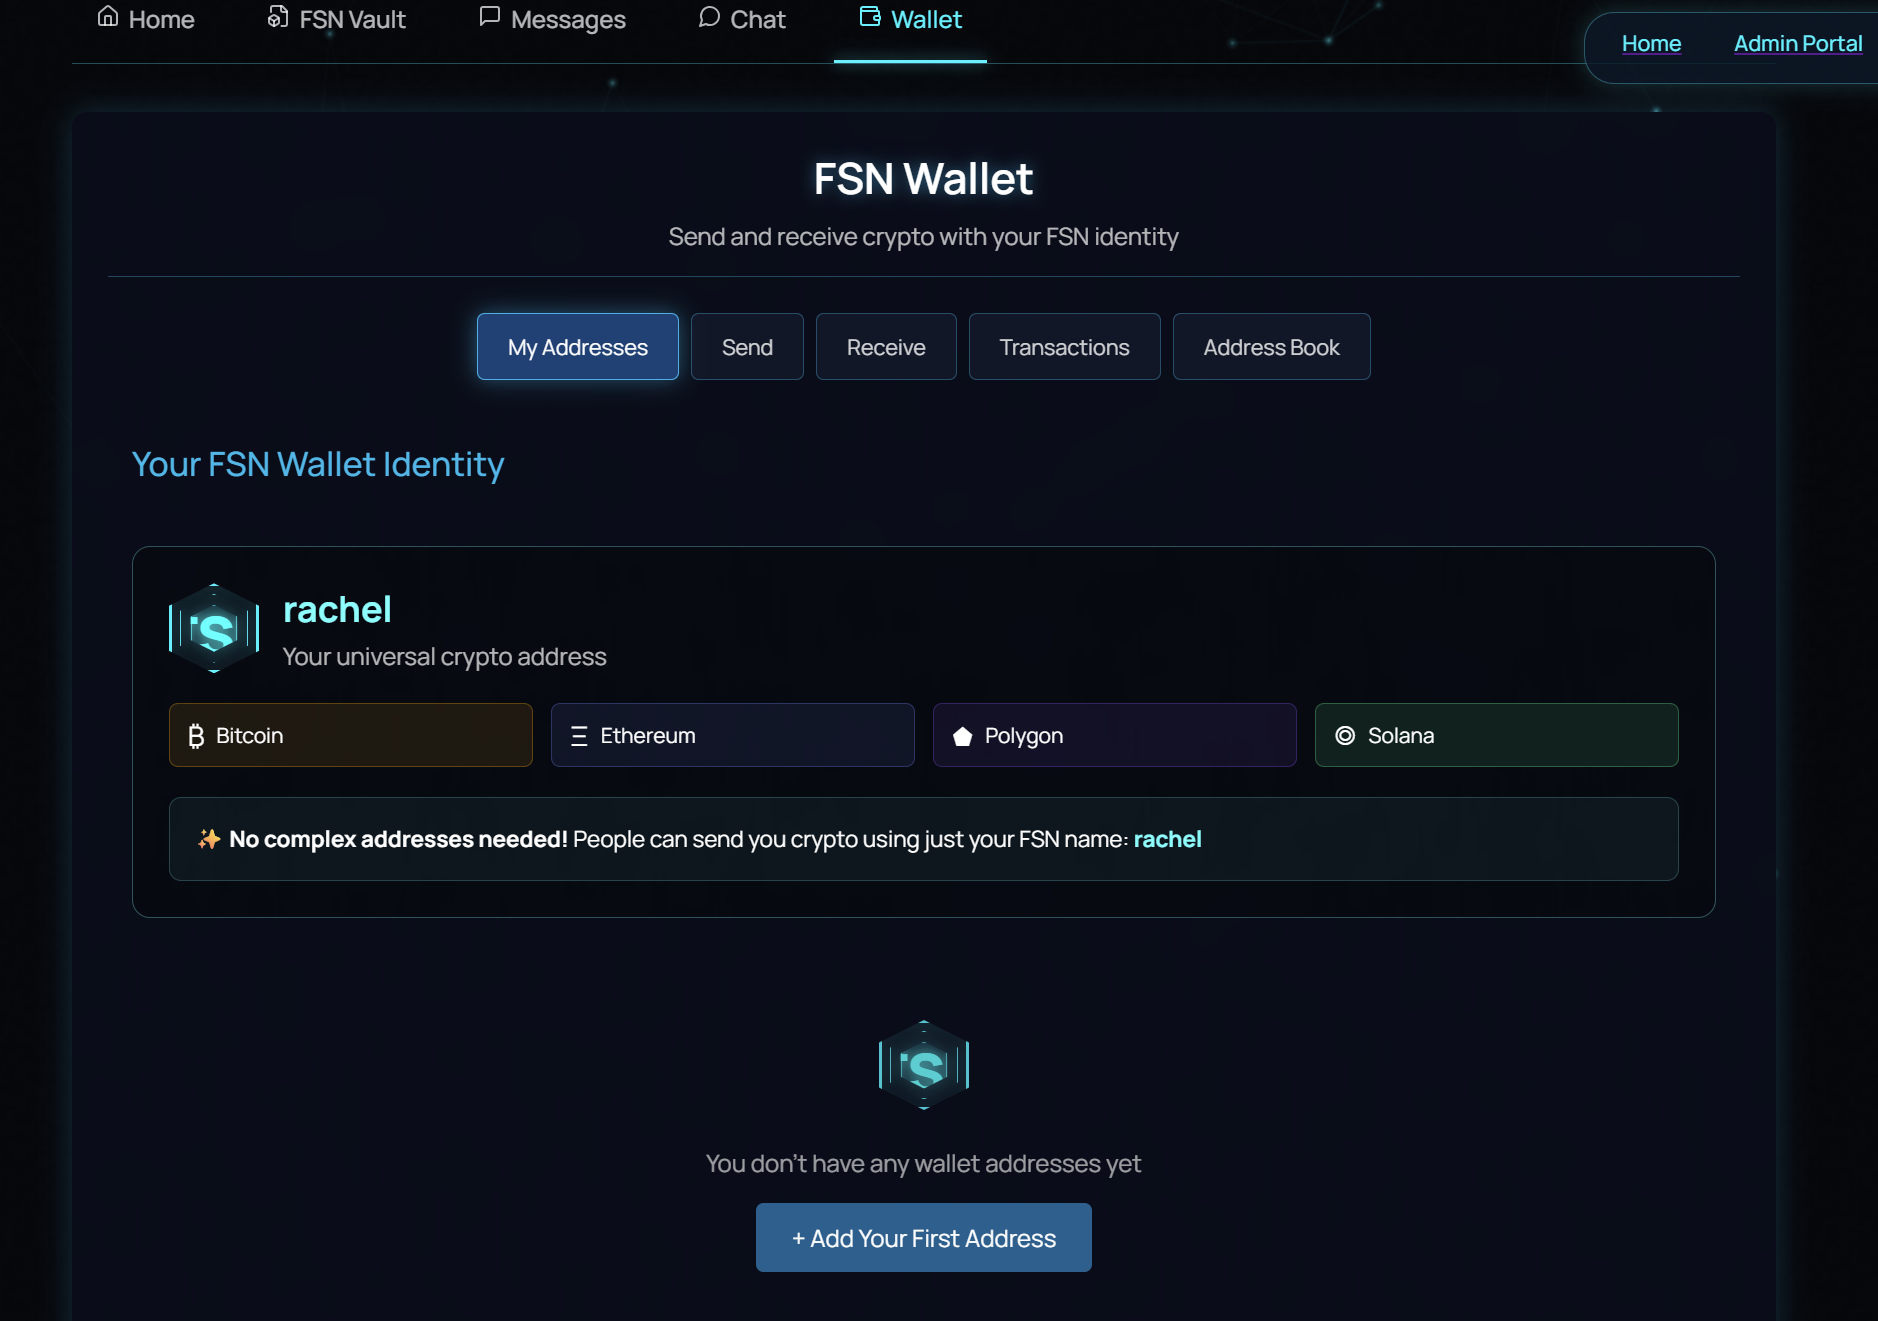 Home
FSN Vault
Messages
Chat
Wallet
Home
Admin Portal
FSN Wallet
Send and receive crypto with your FSN identity
My Addresses
Send
Receive
Transactions
Address Book
Your FSN Wallet Identity
rachel
Your universal crypto address
Bitcoin
Ethereum
Polygon
Solana
✨ No complex addresses needed! People can send you crypto using just your FSN name: rachel
You don't have any wallet addresses yet
+ Add Your First Address